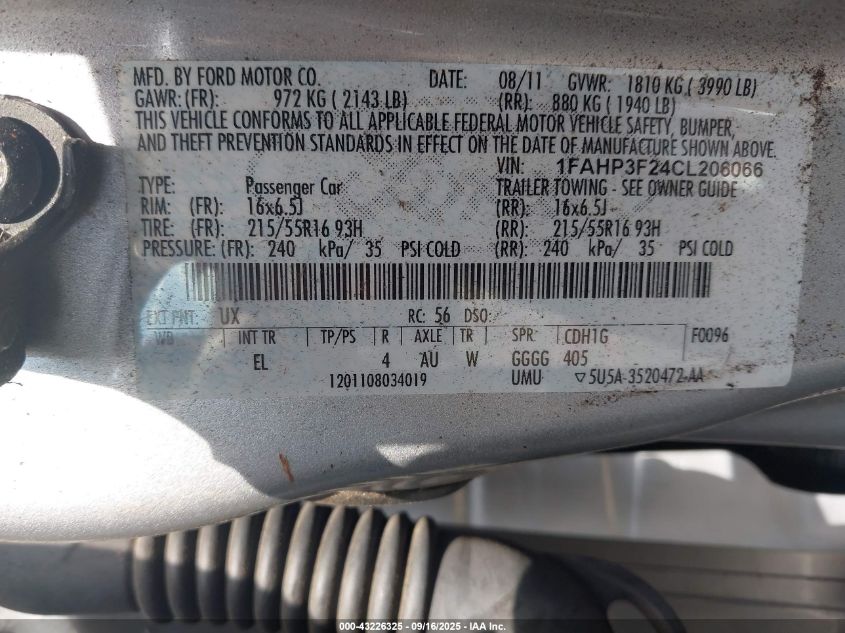 MFD. BY FORD MOTOR CO. DATE: 08/11 GVWR: 1810 KG ( 3990 LB)
GAWR: (FR): 972 KG ( 2143 LB) (RR): 880 KG ( 1940 LB)
THIS VEHICLE CONFORMS TO ALL APPLICABLE FEDERAL MOTOR VEHICLE SAFETY, BUMPER,
AND THEFT PREVENTION STANDARDS IN EFFECT ON THE DATE OF MANUFACTURE SHOWN ABOVE.
VIN: 1FAHP3F24CL206066
TYPE: Passenger Car TRAILER TOWING - SEE OWNER GUIDE
RIM: (FR): 16x6.5J (RR): 16x6.5J
TIRE: (FR): 215/55R16 93H (RR): 215/55R16 93H
PRESSURE: (FR): 240 kPa/ 35 PSI COLD (RR): 240 kPa/ 35 PSI COLD
EXT PNT: UX RC: 56 DSO:
WB INT TR TP/PS R AXLE TR SPR CDH1G F0096
EL 4 AU W GGGG 405
1201108034019 UMU ▽5U5A-3520472-AA
000-43226325 - 09/16/2025 - IAA Inc.